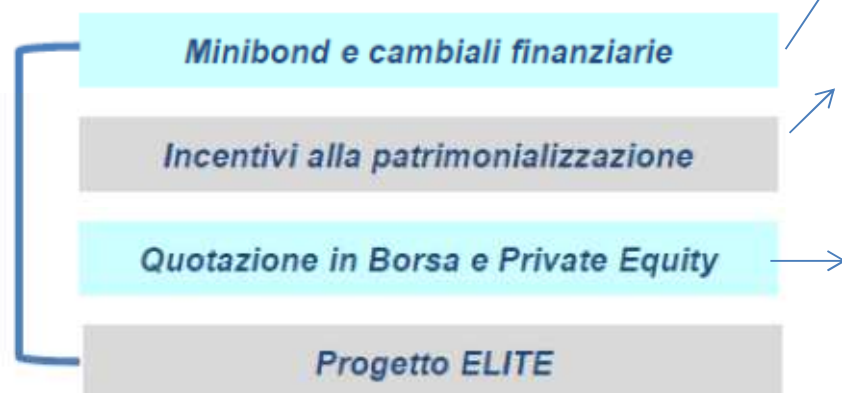 Minibond e cambiali finanziarie
Incentivi alla patrimonializzazione
Quotazione in Borsa e Private Equity
Progetto ELITE